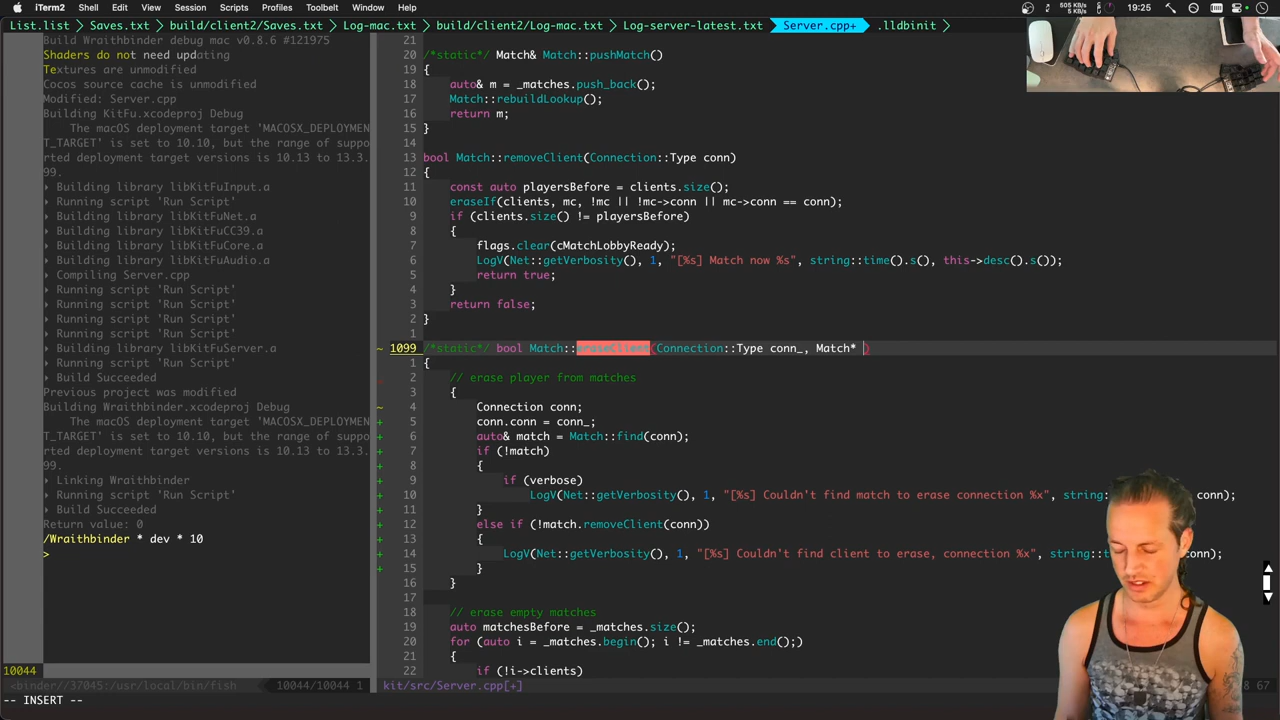 iTerm2 Shell Edit View Session Scripts Profiles Toolbelt Window Help 505 KB 5 KB 19:25
List.list Saves.txt build/client2/Saves.txt Log-mac.txt build/client2/Log-mac.txt Log-server-latest.txt Server.cpp+ .lldbinit
Build Wraithbinder debug mac v0.8.6 #121975
Shaders do not need updating
Textures are unmodified
Cocos source cache is unmodified
Modified: Server.cpp
Building KitFu.xcodeproj Debug
The macOS deployment target 'MACOSX_DEPLOYMEN
T_TARGET' is set to 10.10, but the range of suppo
rted deployment target versions is 10.13 to 13.3.
99.
▸ Building library libKitFuInput.a
▸ Running script 'Run Script'
▸ Building library libKitFuNet.a
▸ Building library libKitFuCC39.a
▸ Building library libKitFuCore.a
▸ Building library libKitFuAudio.a
▸ Compiling Server.cpp
▸ Running script 'Run Script'
▸ Running script 'Run Script'
▸ Running script 'Run Script'
▸ Building library libKitFuServer.a
▸ Running script 'Run Script'
▸ Build Succeeded
Previous project was modified
Building Wraithbinder.xcodeproj Debug
The macOS deployment target 'MACOSX_DEPLOYMEN
T_TARGET' is set to 10.10, but the range of suppo
rted deployment target versions is 10.13 to 13.3.
99.
▸ Linking Wraithbinder
▸ Running script 'Run Script'
▸ Build Succeeded
Return value: 0
/Wraithbinder * dev * 10
>
10044
<binder//37045:/usr/local/bin/fish 10044/10044 1
-- INSERT --
21
20 /*static*/ Match& Match::pushMatch()
19 {
18 auto& m = _matches.push_back();
17 Match::rebuildLookup();
16 return m;
15 }
14
13 bool Match::removeClient(Connection::Type conn)
12 {
11 const auto playersBefore = clients.size();
10 eraseIf(clients, mc, !mc || !mc->conn || mc->conn == conn);
9 if (clients.size() != playersBefore)
8 {
7 flags.clear(cMatchLobbyReady);
6 LogV(Net::getVerbosity(), 1, "[%s] Match now %s", string::time().s(), this->desc().s());
5 return true;
4 }
3 return false;
2 }
1
~ 1099 /*static*/ bool Match::eraseClient(Connection::Type conn_, Match* )
1 {
2 // erase player from matches
3 {
~ 4 Connection conn;
+ 5 conn.conn = conn_;
+ 6 auto& match = Match::find(conn);
+ 7 if (!match)
+ 8 {
+ 9 if (verbose)
+ 10 LogV(Net::getVerbosity(), 1, "[%s] Couldn't find match to erase connection %x", string: conn);
+ 11 }
+ 12 else if (!match.removeClient(conn))
+ 13 {
+ 14 LogV(Net::getVerbosity(), 1, "[%s] Couldn't find client to erase, connection %x", string::t conn);
+ 15 }
16 }
17
18 // erase empty matches
19 auto matchesBefore = _matches.size();
20 for (auto i = _matches.begin(); i != _matches.end();)
21 {
22 if (!i->clients)
kit/src/Server.cpp[+] 8 67